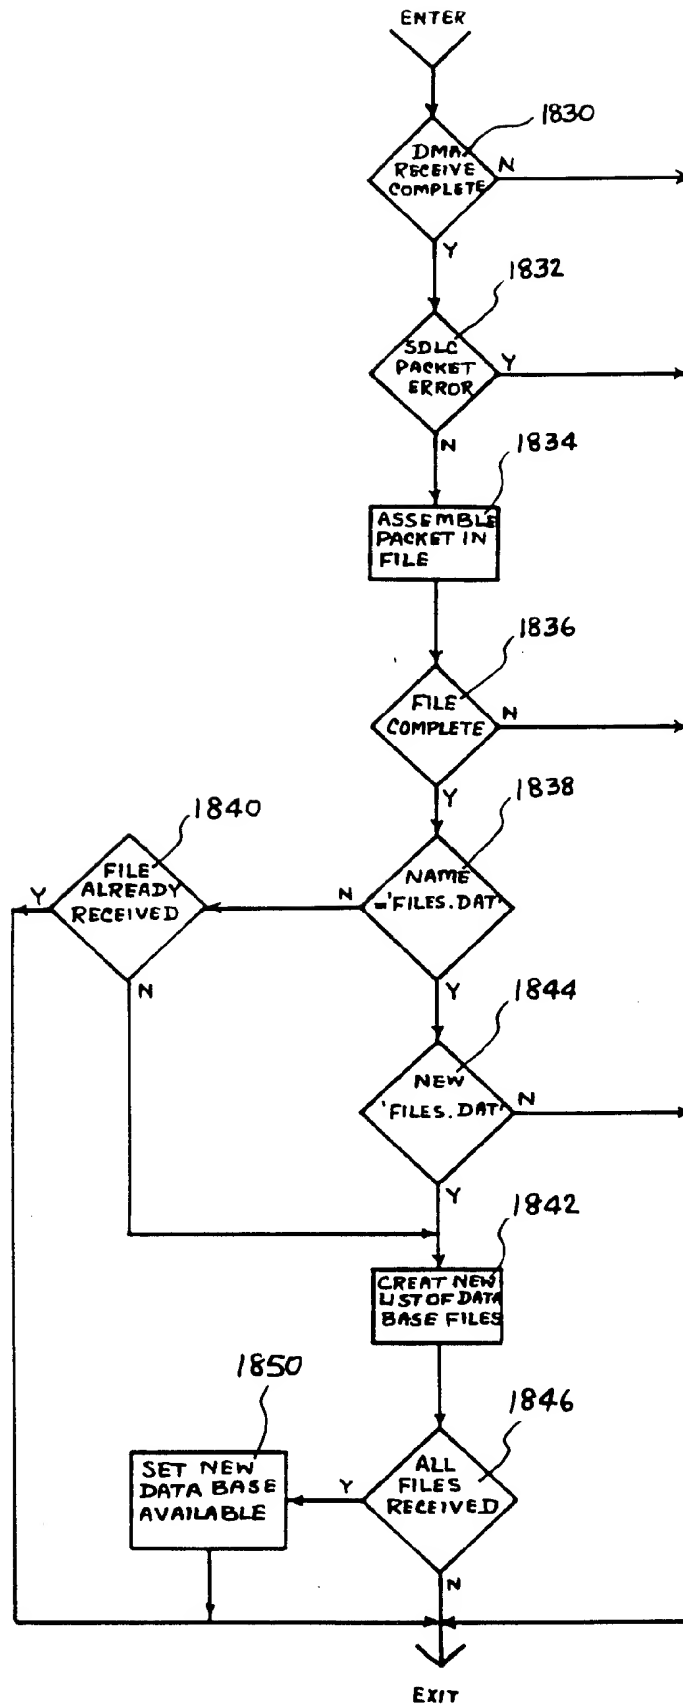 ENTER
1830
DMA
RECEIVE
COMPLETE
N
Y
1832
SDLC
PACKET
ERROR
Y
N
1834
ASSEMBLE
PACKET IN
FILE
1836
FILE
COMPLETE
N
Y
1838
1840
NAME
='FILES.DAT'
N
Y
FILE
ALREADY
RECEIVED
Y
N
1844
NEW
'FILES.DAT'
N
Y
1842
CREAT NEW
LIST OF DATA
BASE FILES
1850
1846
ALL
FILES
RECEIVED
Y
N
SET NEW
DATA BASE
AVAILABLE
EXIT